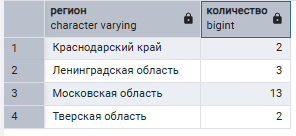 регион количество
character varying bigint
1 Краснодарский край 2
2 Ленинградская область 3
3 Московская область 13
4 Тверская область 2